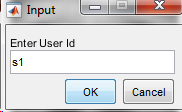 Input
Enter User Id
s1
OK Cancel